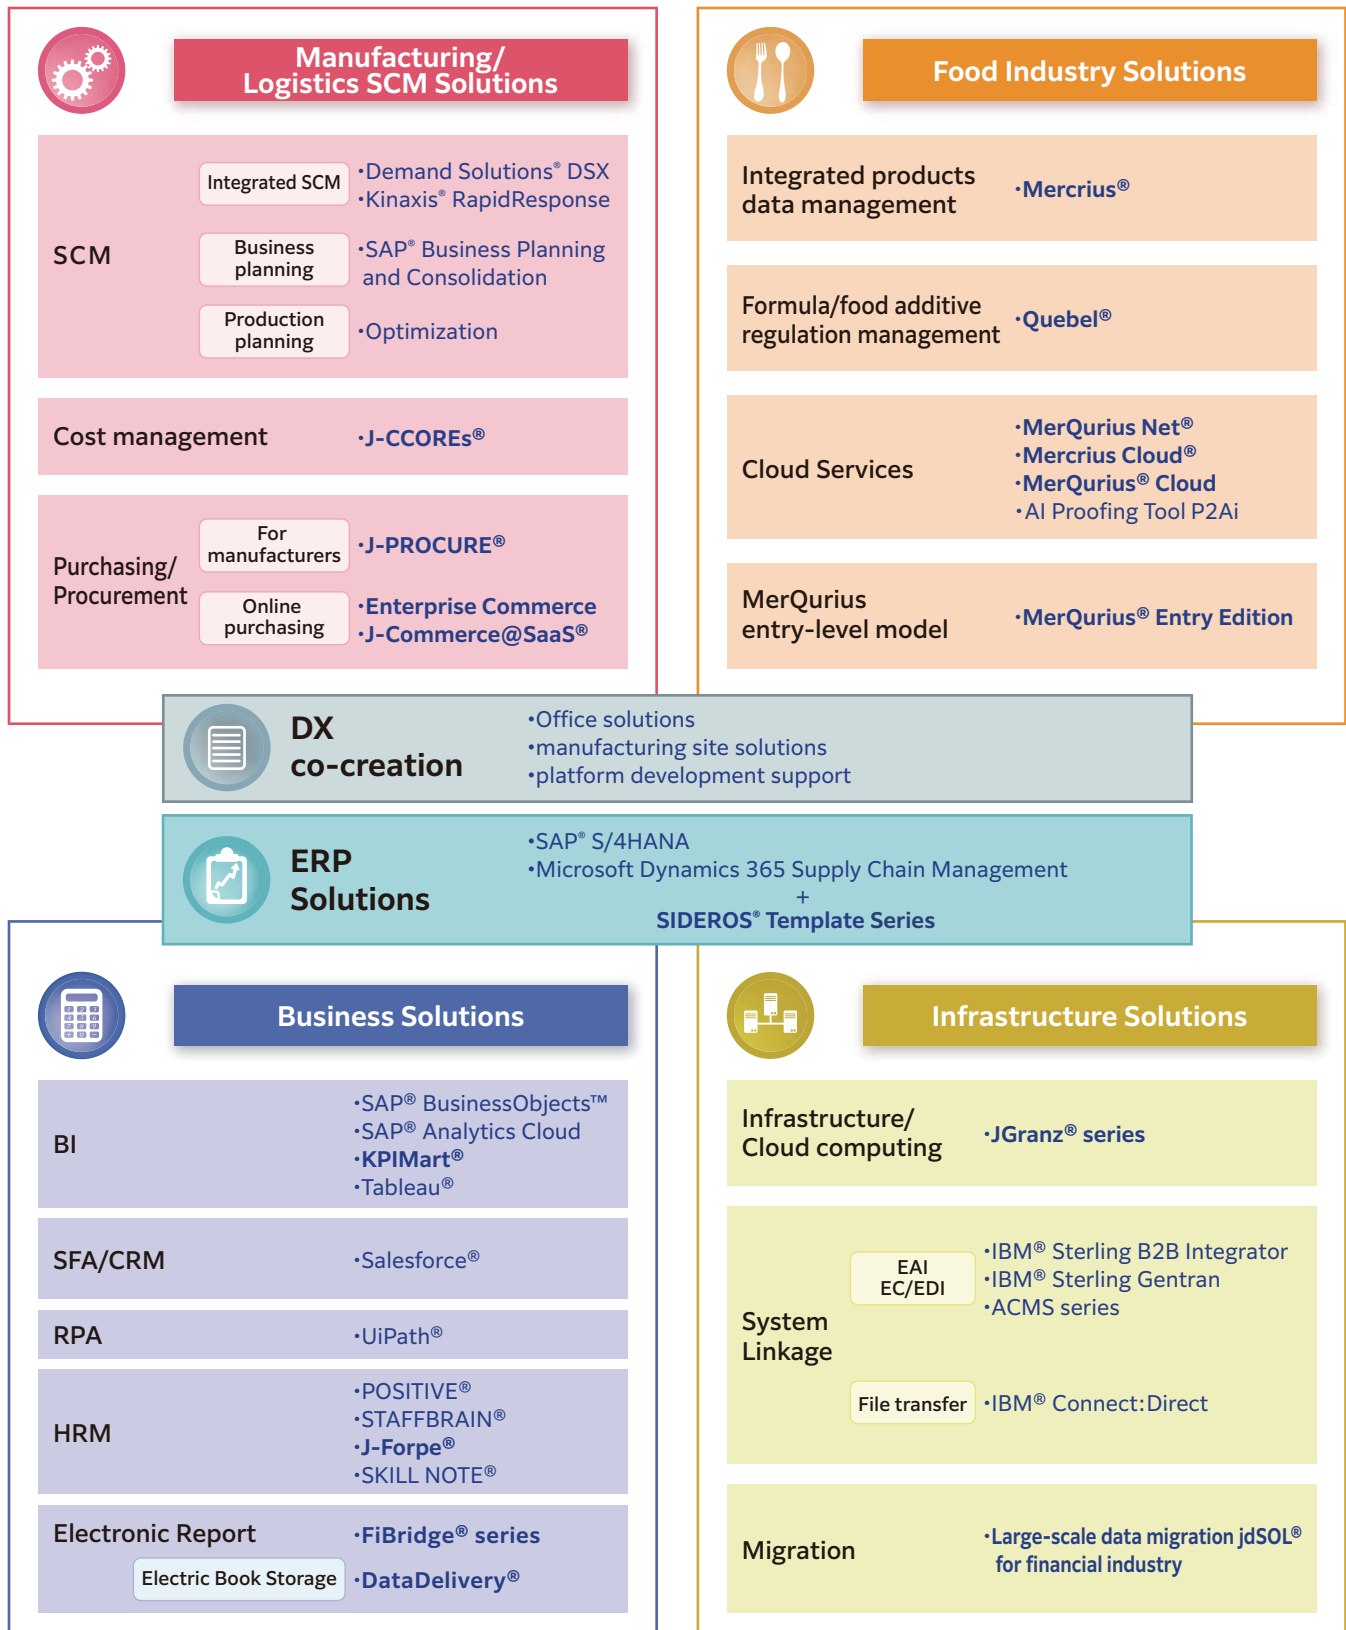 Manufacturing/
Logistics SCM Solutions
SCM
Integrated SCM
・Demand Solutions® DSX
・Kinaxis® RapidResponse
Business
planning
・SAP® Business Planning
and Consolidation
Production
planning
・Optimization
Cost management
・J-CCOREs®
Purchasing/
Procurement
For
manufacturers
・J-PROCURE®
Online
purchasing
・Enterprise Commerce
・J-Commerce@SaaS®
Food Industry Solutions
Integrated products
data management
・Mercrius®
Formula/food additive
regulation management
・Quebel®
Cloud Services
・MerQurius Net®
・Mercrius Cloud®
・MerQurius® Cloud
・AI Proofing Tool P2Ai
MerQurius
entry-level model
・MerQurius® Entry Edition
DX
co-creation
・Office solutions
・manufacturing site solutions
・platform development support
ERP
Solutions
・SAP® S/4HANA
・Microsoft Dynamics 365 Supply Chain Management
+
SIDEROS® Template Series
Business Solutions
BI
・SAP® BusinessObjects™
・SAP® Analytics Cloud
・KPIMart®
・Tableau®
SFA/CRM
・Salesforce®
RPA
・UiPath®
HRM
・POSITIVE®
・STAFFBRAIN®
・J-Forpe®
・SKILL NOTE®
Electronic Report
・FiBridge® series
Electric Book Storage
・DataDelivery®
Infrastructure Solutions
Infrastructure/
Cloud computing
・JGranz® series
System
Linkage
EAI
EC/EDI
・IBM® Sterling B2B Integrator
・IBM® Sterling Gentran
・ACMS series
File transfer
・IBM® Connect:Direct
Migration
・Large-scale data migration jdSOL®
for financial industry